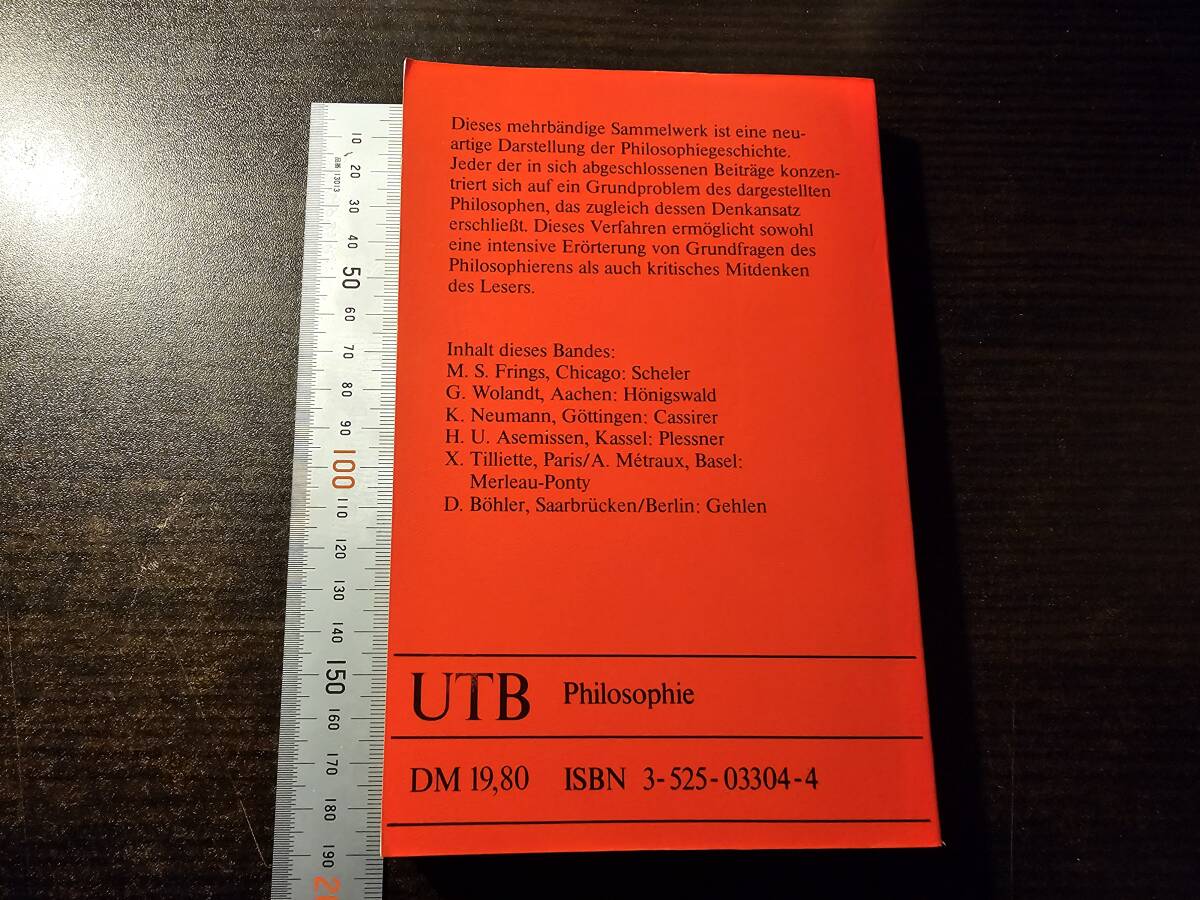 Dieses mehrbändige Sammelwerk ist eine neu-
artige Darstellung der Philosophiegeschichte.
Jeder der in sich abgeschlossenen Beiträge konzen-
triert sich auf ein Grundproblem des dargestellten
Philosophen, das zugleich dessen Denkansatz
erschließt. Dieses Verfahren ermöglicht sowohl
eine intensive Erörterung von Grundfragen des
Philosophierens als auch kritisches Mitdenken
des Lesers.
Inhalt dieses Bandes:
M. S. Frings, Chicago: Scheler
G. Wolandt, Aachen: Hönigswald
K. Neumann, Göttingen: Cassirer
H. U. Asemissen, Kassel: Plessner
X. Tilliette, Paris/A. Métraux, Basel:
Merleau-Ponty
D. Böhler, Saarbrücken/Berlin: Gehlen
UTB Philosophie
DM 19,80 ISBN 3-525-03304-4
10
20
30
40
50
60
70
80
90
100
110
120
130
140
150
160
170
180
190
品番 13013